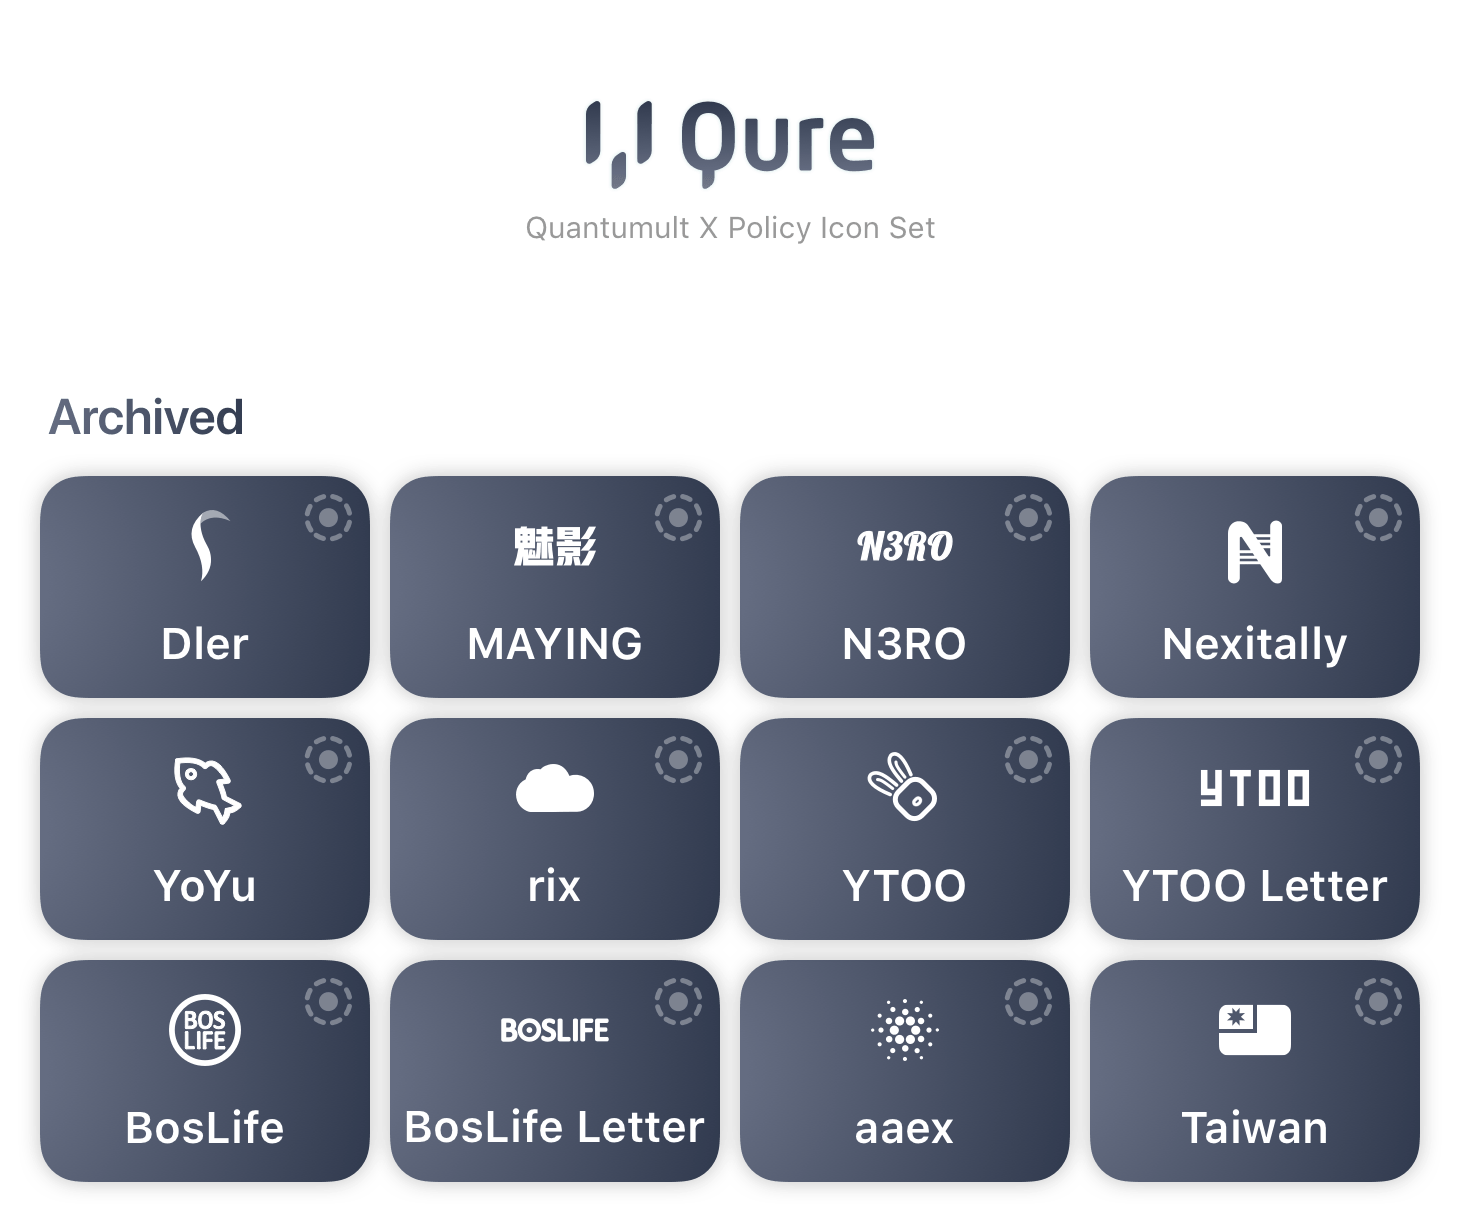 Qure
Quantumult X Policy Icon Set
Archived
魅影
N3RO
N
Dler
MAYING
N3RO
Nexitally
YTOO
YoYu
rix
YTOO
YTOO Letter
BOS
LIFE
BOSLIFE
BosLife
BosLife Letter
aaex
Taiwan